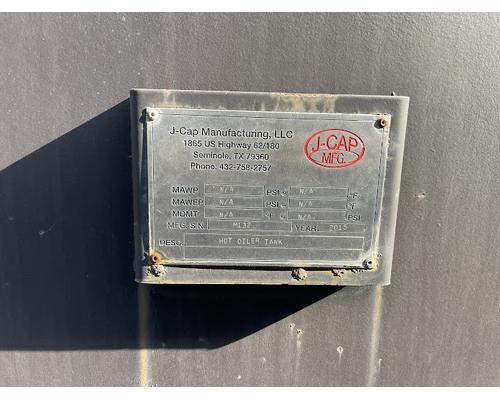 J-Cap Manufacturing, LLC
1865 US Highway 62/180
Seminole, TX 79360
Phone: 432-758-2757
J-CAP
MFG.
MAWP N/A PSI @ N/A °F
MAWEP N/A PSI @ N/A °F
MDMT N/A °F @ N/A PSI
MFG. S.N. M132 YEAR: 2015
DESC: HOT OILER TANK